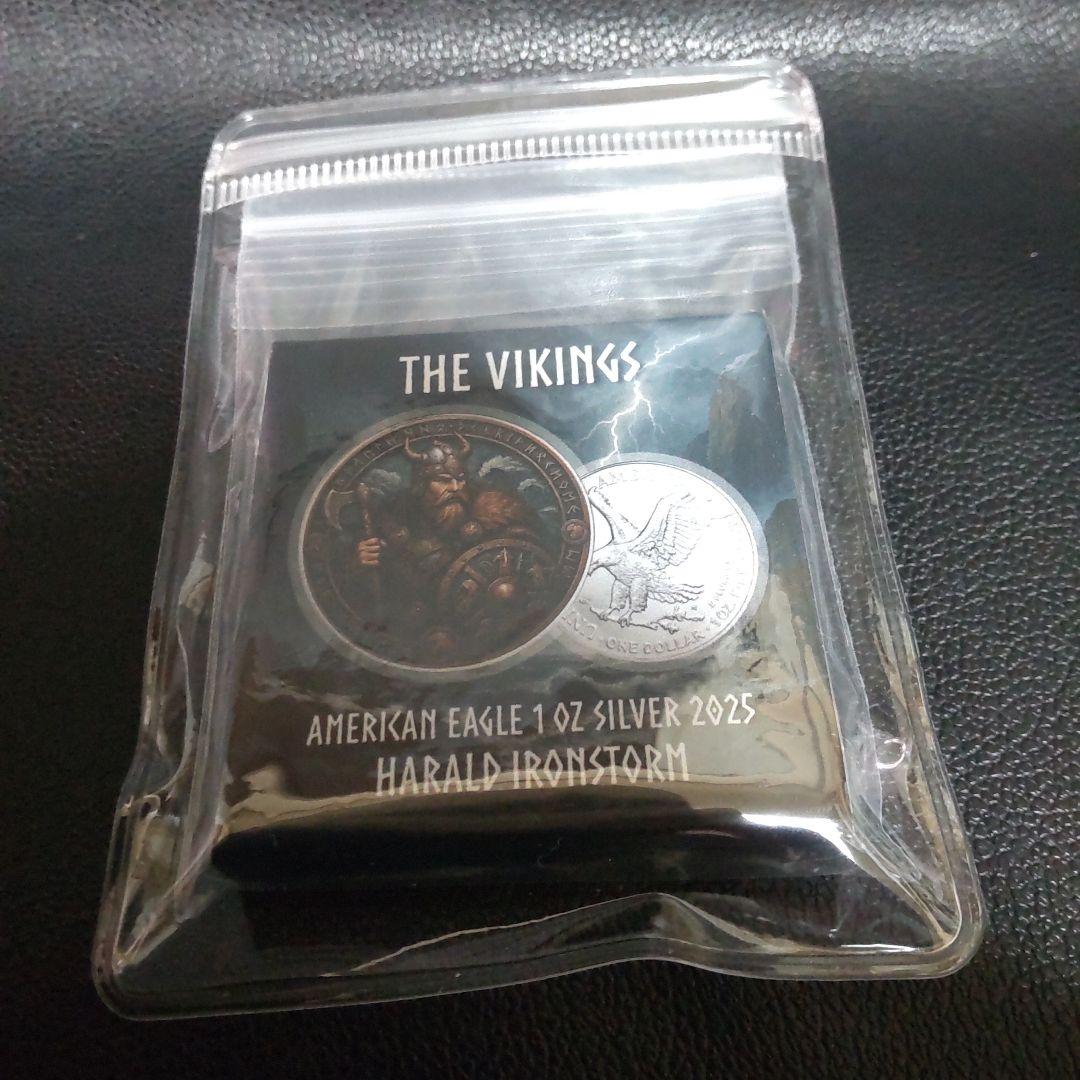 THE VIKINGS
ONE DOLLAR
AMERICAN EAGLE 1 OZ SILVER 2025
HARALD IRONSTORM